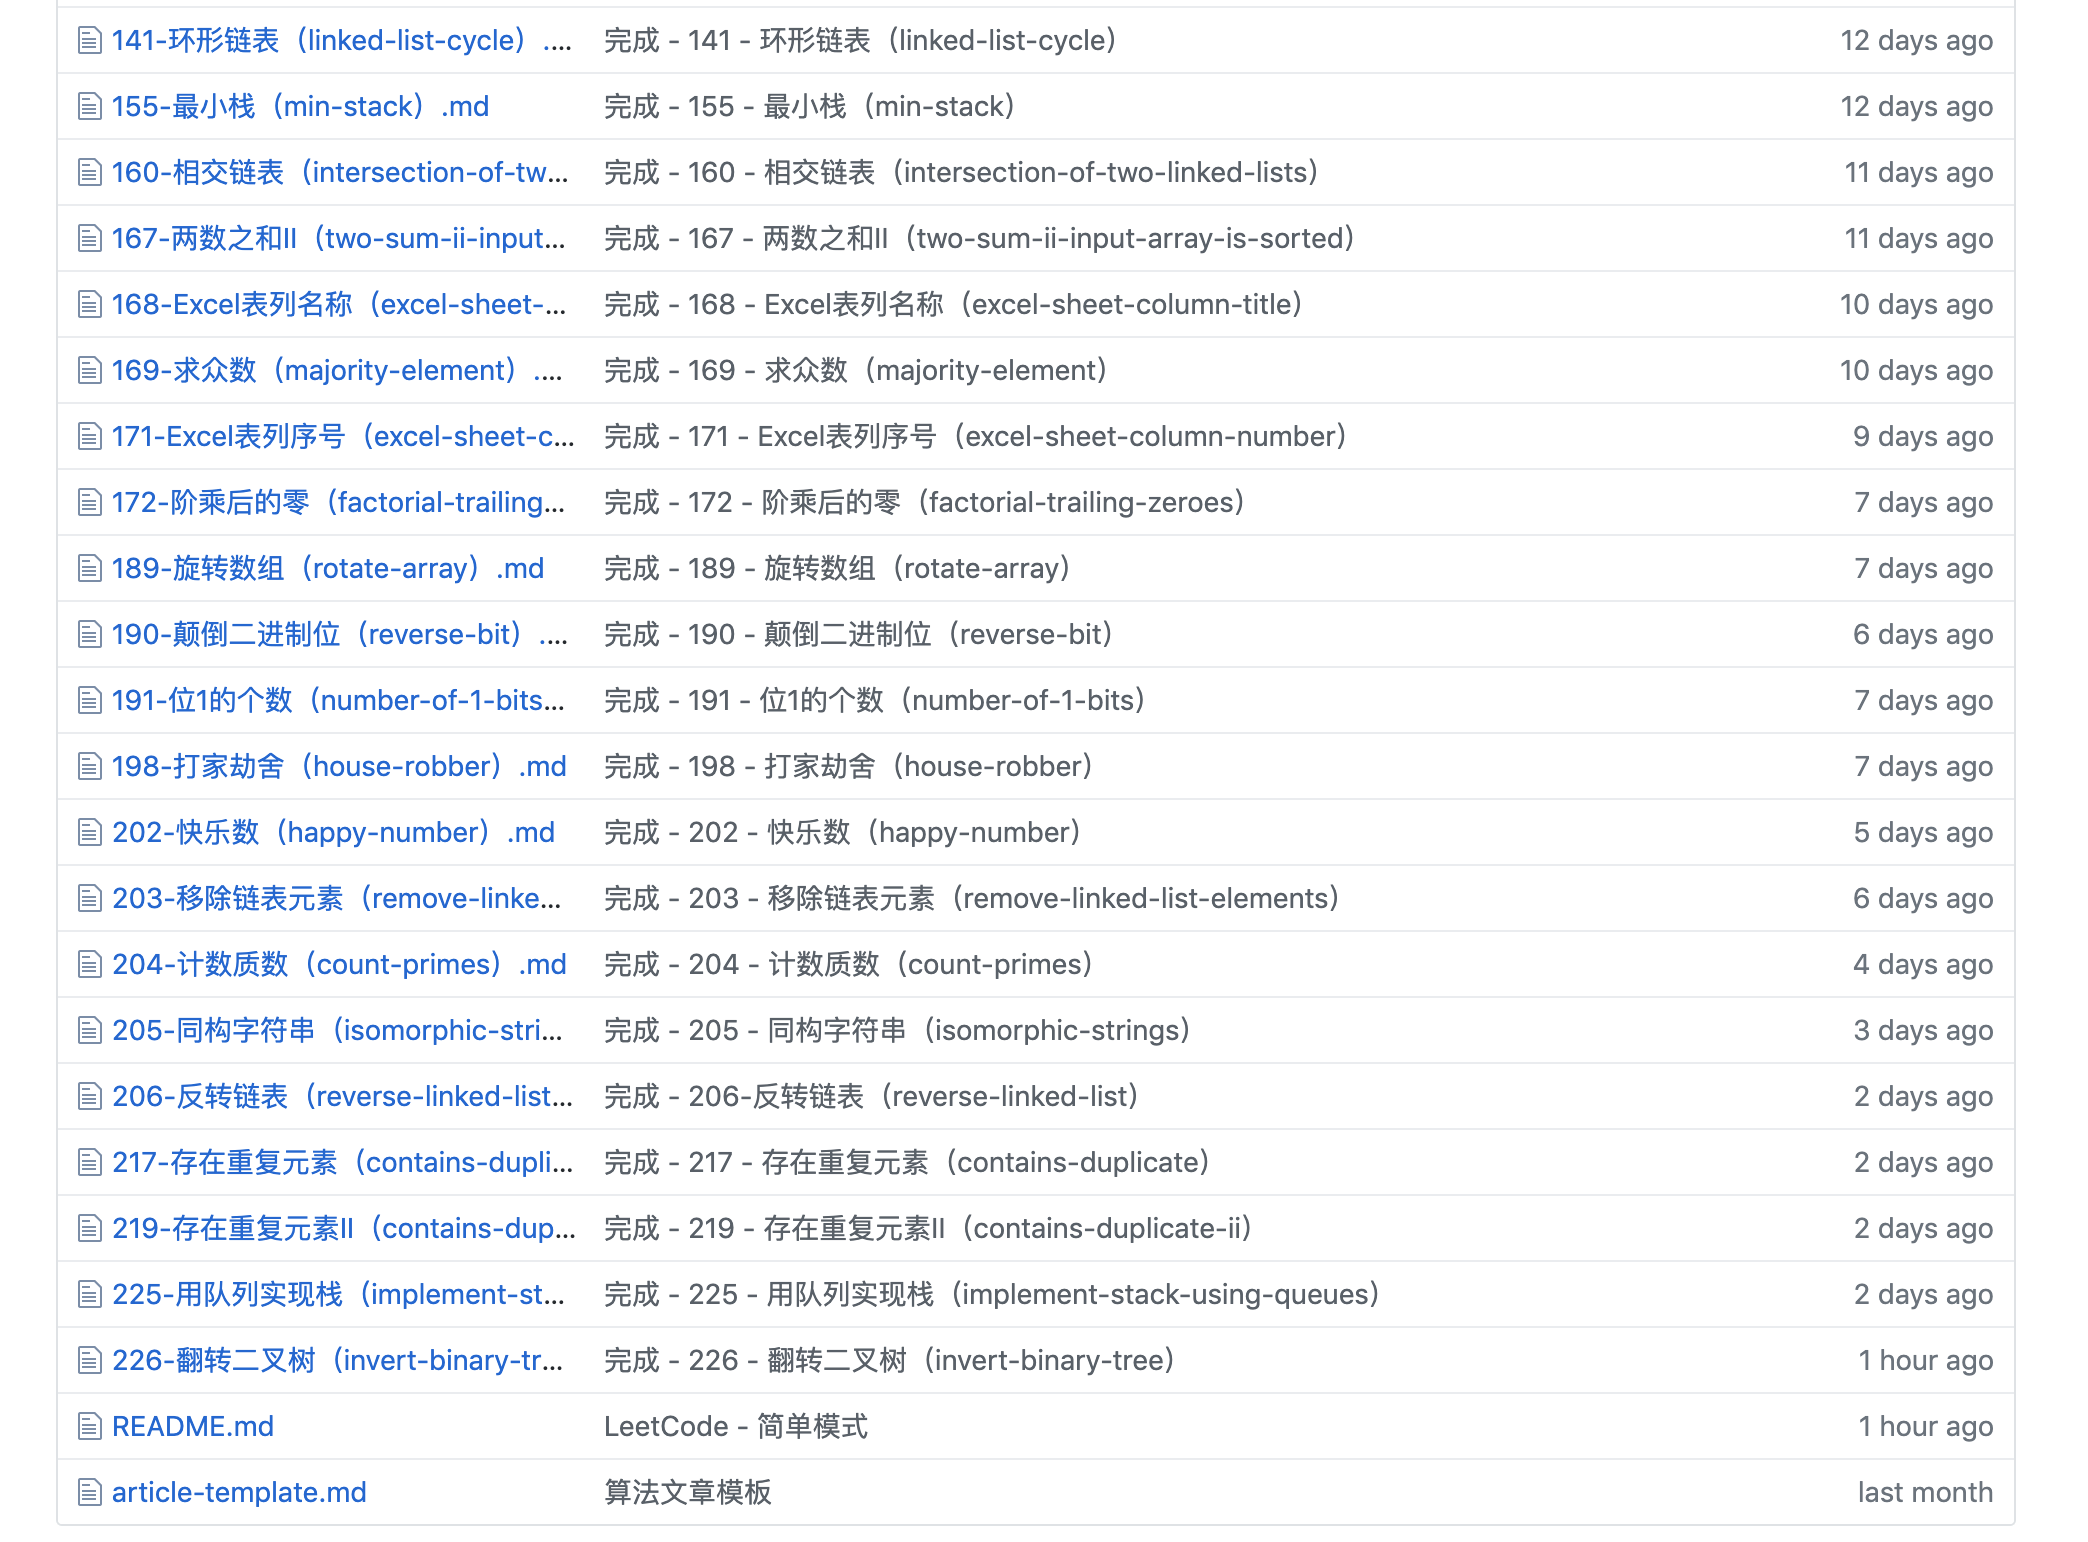 141-环形链表（linked-list-cycle）.... 完成 - 141 - 环形链表（linked-list-cycle） 12 days ago
155-最小栈（min-stack）.md 完成 - 155 - 最小栈（min-stack） 12 days ago
160-相交链表（intersection-of-tw... 完成 - 160 - 相交链表（intersection-of-two-linked-lists） 11 days ago
167-两数之和II（two-sum-ii-input... 完成 - 167 - 两数之和II（two-sum-ii-input-array-is-sorted） 11 days ago
168-Excel表列名称（excel-sheet-... 完成 - 168 - Excel表列名称（excel-sheet-column-title） 10 days ago
169-求众数（majority-element）.... 完成 - 169 - 求众数（majority-element） 10 days ago
171-Excel表列序号（excel-sheet-c... 完成 - 171 - Excel表列序号（excel-sheet-column-number） 9 days ago
172-阶乘后的零（factorial-trailing... 完成 - 172 - 阶乘后的零（factorial-trailing-zeroes） 7 days ago
189-旋转数组（rotate-array）.md 完成 - 189 - 旋转数组（rotate-array） 7 days ago
190-颠倒二进制位（reverse-bit）.... 完成 - 190 - 颠倒二进制位（reverse-bit） 6 days ago
191-位1的个数（number-of-1-bits... 完成 - 191 - 位1的个数（number-of-1-bits） 7 days ago
198-打家劫舍（house-robber）.md 完成 - 198 - 打家劫舍（house-robber） 7 days ago
202-快乐数（happy-number）.md 完成 - 202 - 快乐数（happy-number） 5 days ago
203-移除链表元素（remove-linke... 完成 - 203 - 移除链表元素（remove-linked-list-elements） 6 days ago
204-计数质数（count-primes）.md 完成 - 204 - 计数质数（count-primes） 4 days ago
205-同构字符串（isomorphic-stri... 完成 - 205 - 同构字符串（isomorphic-strings） 3 days ago
206-反转链表（reverse-linked-list... 完成 - 206-反转链表（reverse-linked-list） 2 days ago
217-存在重复元素（contains-dupli... 完成 - 217 - 存在重复元素（contains-duplicate） 2 days ago
219-存在重复元素II（contains-dup... 完成 - 219 - 存在重复元素II（contains-duplicate-ii） 2 days ago
225-用队列实现栈（implement-st... 完成 - 225 - 用队列实现栈（implement-stack-using-queues） 2 days ago
226-翻转二叉树（invert-binary-tr... 完成 - 226 - 翻转二叉树（invert-binary-tree） 1 hour ago
README.md LeetCode - 简单模式 1 hour ago
article-template.md 算法文章模板 last month